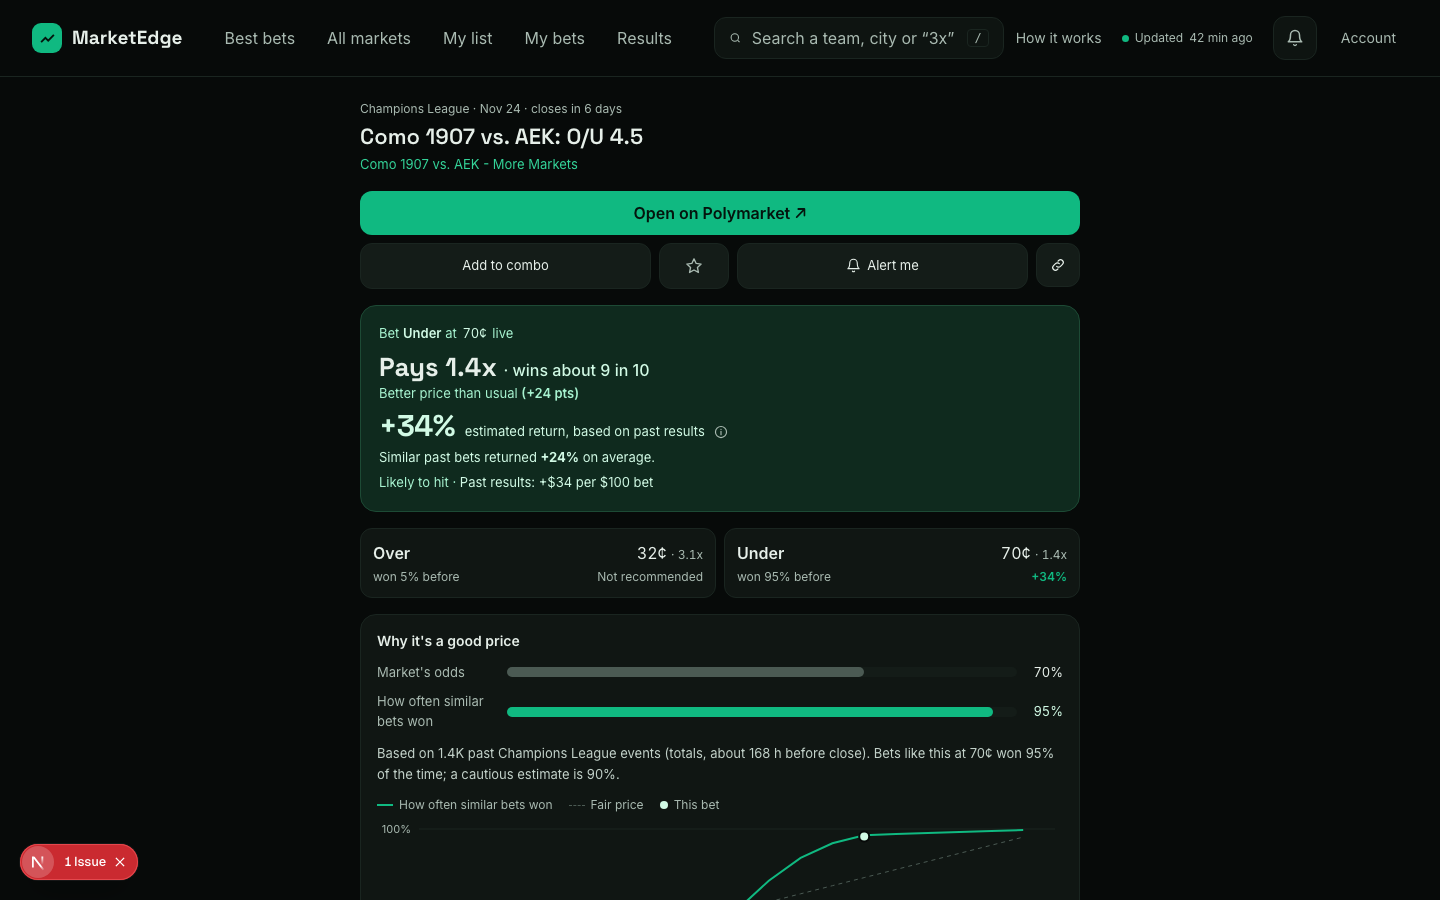 MarketEdge
Best bets
All markets
My list
My bets
Results
Search a team, city or “3x” /
How it works
Updated 42 min ago
Account
Champions League · Nov 24 · closes in 6 days
Como 1907 vs. AEK: O/U 4.5
Como 1907 vs. AEK - More Markets
Open on Polymarket ↗
Add to combo
Alert me
Bet Under at 70¢ live
Pays 1.4x · wins about 9 in 10
Better price than usual (+24 pts)
+34% estimated return, based on past results
Similar past bets returned +24% on average.
Likely to hit · Past results: +$34 per $100 bet
Over 32¢ · 3.1x
won 5% before Not recommended
Under 70¢ · 1.4x
won 95% before +34%
Why it's a good price
Market's odds 70%
How often similar
bets won 95%
Based on 1.4K past Champions League events (totals, about 168 h before close). Bets like this at 70¢ won 95%
of the time; a cautious estimate is 90%.
How often similar bets won
Fair price
This bet
100%
N 1 Issue